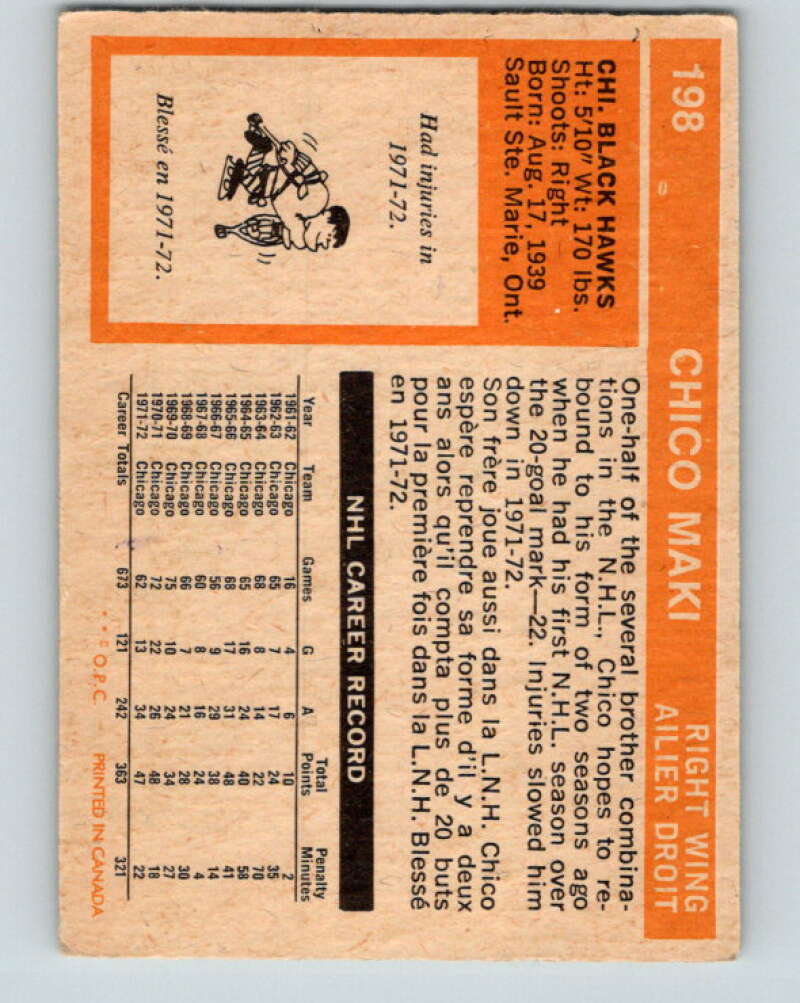 198 CHICO MAKI RIGHT WING
AILIER DROIT
CHI. BLACK HAWKS
Ht: 5'10" Wt: 170 lbs.
Shoots: Right
Born: Aug. 17, 1939
Sault Ste. Marie, Ont.
Had injuries in
1971-72.
Blessé en 1971-72.
One-half of the several brother combina-
tions in the N.H.L., Chico hopes to re-
bound to his form of two seasons ago
when he had his first N.H.L. season over
the 20-goal mark—22. Injuries slowed him
down in 1971-72.
Son frère joue aussi dans la L.N.H. Chico
espère reprendre sa forme d'il y a deux
ans alors qu'il compta plus de 20 buts
pour la première fois dans la L.N.H. Blessé
en 1971-72.
NHL CAREER RECORD
Total Penalty
Year Team Games G A Points Minutes
1961-62 Chicago 16 4 6 10 2
1962-63 Chicago 65 7 17 24 35
1963-64 Chicago 68 8 14 22 70
1964-65 Chicago 65 16 24 40 58
1965-66 Chicago 68 17 31 48 41
1966-67 Chicago 56 9 29 38 14
1967-68 Chicago 60 8 16 24 4
1968-69 Chicago 66 7 21 28 30
1969-70 Chicago 75 10 24 34 27
1970-71 Chicago 72 22 26 48 18
1971-72 Chicago 62 13 34 47 22
Career Totals 673 121 242 363 321
© O.P.C. PRINTED IN CANADA